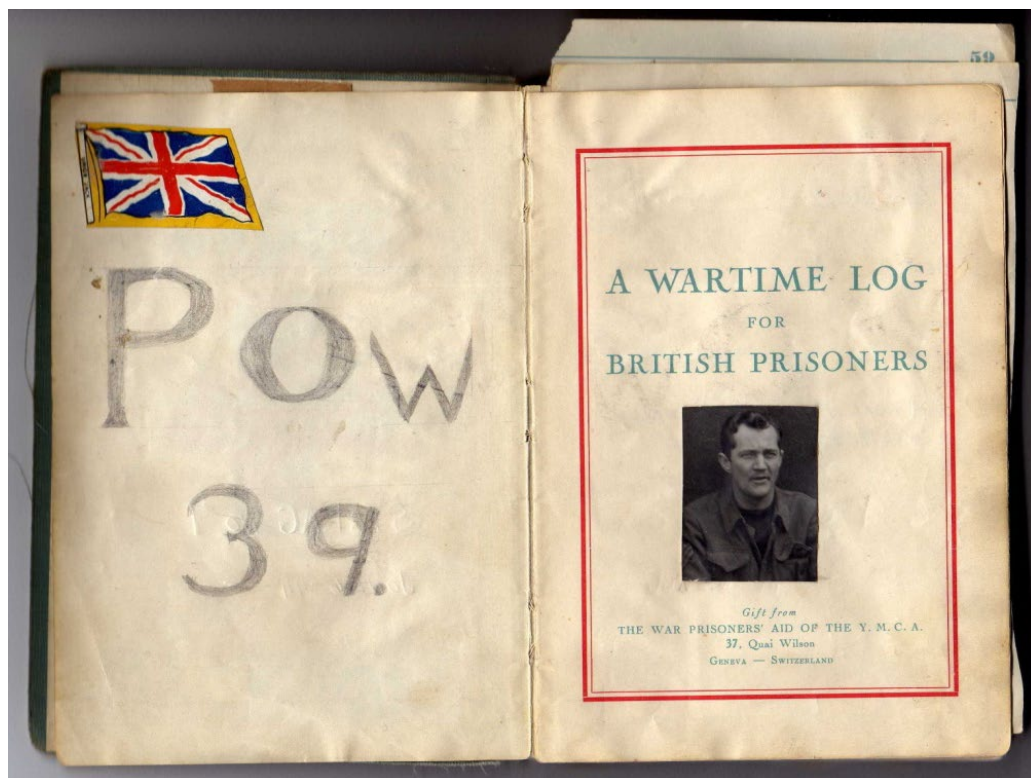 POW
39.
59
A WARTIME LOG
FOR
BRITISH PRISONERS
Gift from
THE WAR PRISONERS' AID OF THE Y. M. C. A.
37, Quai Wilson
GENEVA — SWITZERLAND